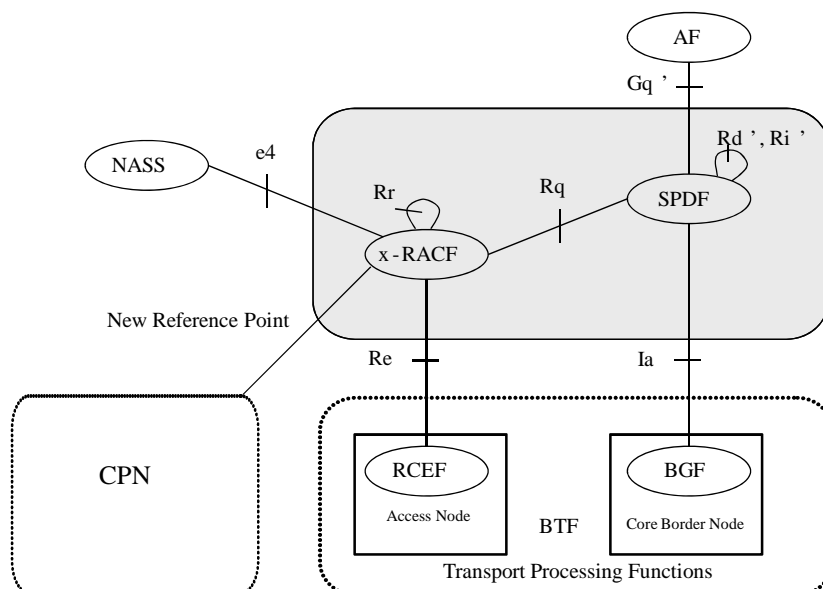 AF
Gq ’
Rd ’, Ri ’
e4
NASS
Rr
Rq
SPDF
x-RACF
New Reference Point
Re
Ia
CPN
RCEF
BGF
Access Node
BTF
Core Border Node
Transport Processing Functions